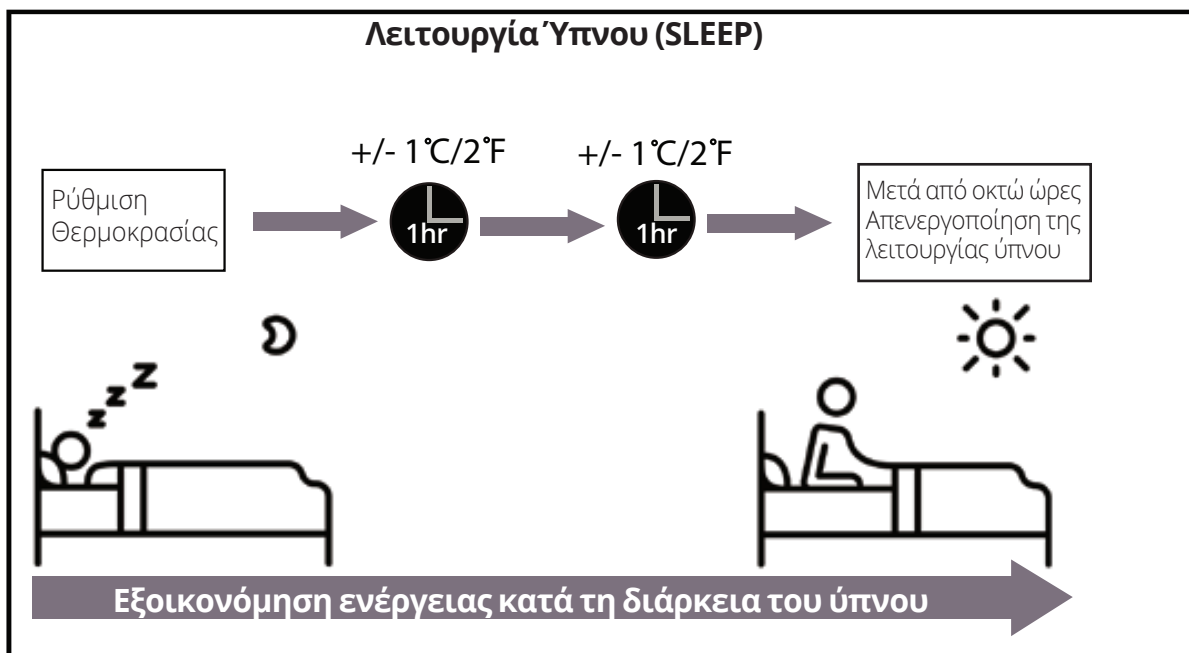 Λειτουργία Ύπνου (SLEEP)
+/- 1°C/2°F
+/- 1°C/2°F
Ρύθμιση
Θερμοκρασίας
1hr
1hr
Μετά από οκτώ ώρες
Απενεργοποίηση της
λειτουργίας ύπνου
z z Z
Εξοικονόμηση ενέργειας κατά τη διάρκεια του ύπνου